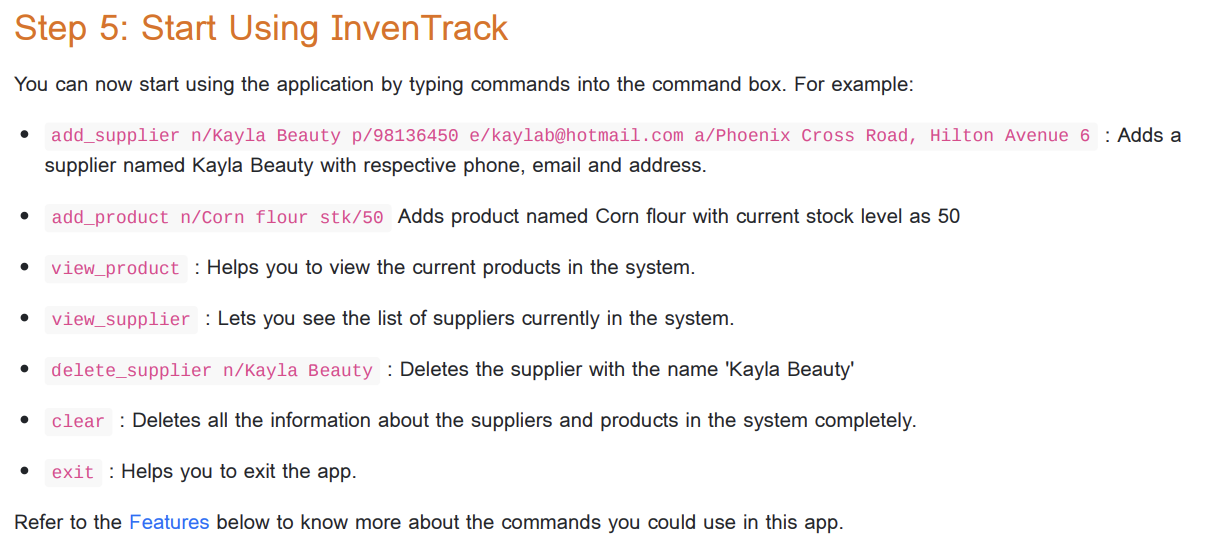 Step 5: Start Using InvenTrack
You can now start using the application by typing commands into the command box. For example:
• add_supplier n/Kayla Beauty p/98136450 e/kaylab@hotmail.com a/Phoenix Cross Road, Hilton Avenue 6 : Adds a
supplier named Kayla Beauty with respective phone, email and address.
• add_product n/Corn flour stk/50 Adds product named Corn flour with current stock level as 50
• view_product : Helps you to view the current products in the system.
• view_supplier : Lets you see the list of suppliers currently in the system.
• delete_supplier n/Kayla Beauty : Deletes the supplier with the name 'Kayla Beauty'
• clear : Deletes all the information about the suppliers and products in the system completely.
• exit : Helps you to exit the app.
Refer to the Features below to know more about the commands you could use in this app.